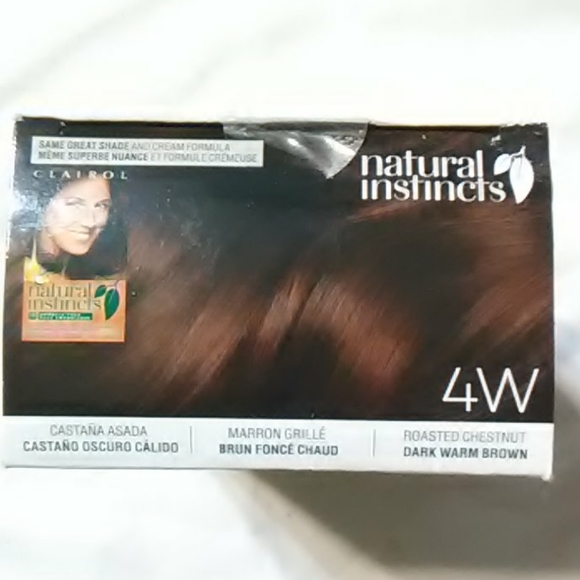 SAME GREAT SHADE AND CREAM FORMULA
MÊME SUPERBE NUANCE ET FORMULE CRÉMEUSE
CLAIROL
natural
instincts
natural
instincts
4W
CASTAÑA ASADA
CASTAÑO OSCURO CÁLIDO
MARRON GRILLÉ
BRUN FONCÉ CHAUD
ROASTED CHESTNUT
DARK WARM BROWN